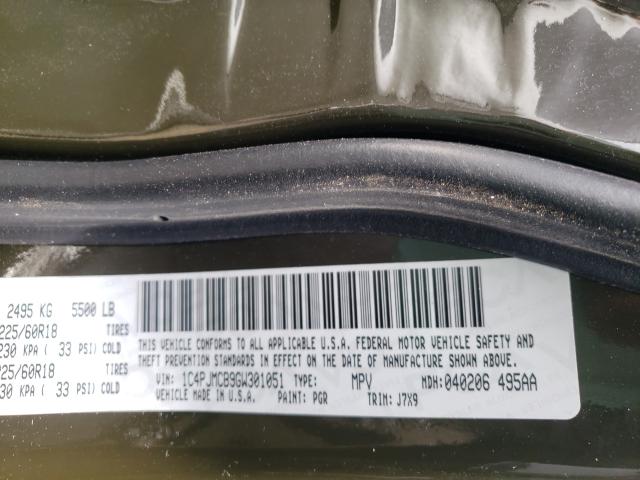 2495 KG 5500 LB
225/60R18 TIRES
230 KPA ( 33 PSI) COLD
225/60R18 TIRES
230 KPA ( 33 PSI) COLD
THIS VEHICLE CONFORMS TO ALL APPLICABLE U.S.A. FEDERAL MOTOR VEHICLE SAFETY AND
BUMPER STANDARDS IN EFFECT ON THE DATE OF MANUFACTURE SHOWN ABOVE.
VIN: 1C4PJMCB9GW301051 TYPE: MPV MDH: 040206 495AA
VEHICLE MADE IN U.S.A. PAINT: PGR TRIM: J7X9